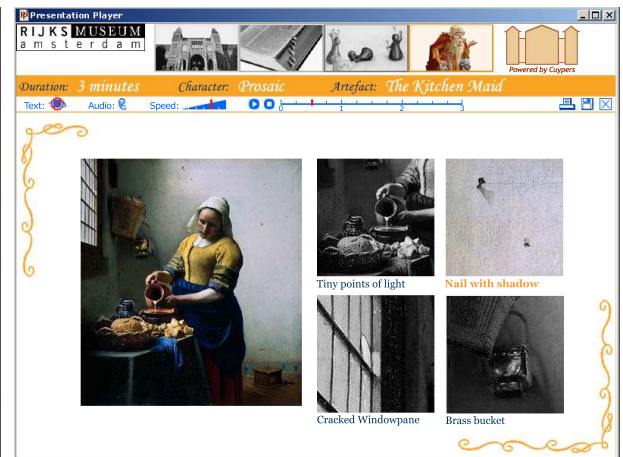 Presentation Player
RIJKS MUSEUM
amsterdam
Powered by Cuypers
Duration: 3 minutes Character: Prosaic Artefact: The Kitchen Maid
Text: Audio: Speed: 0 1 2 3
Tiny points of light
Nail with shadow
Cracked Windowpane
Brass bucket